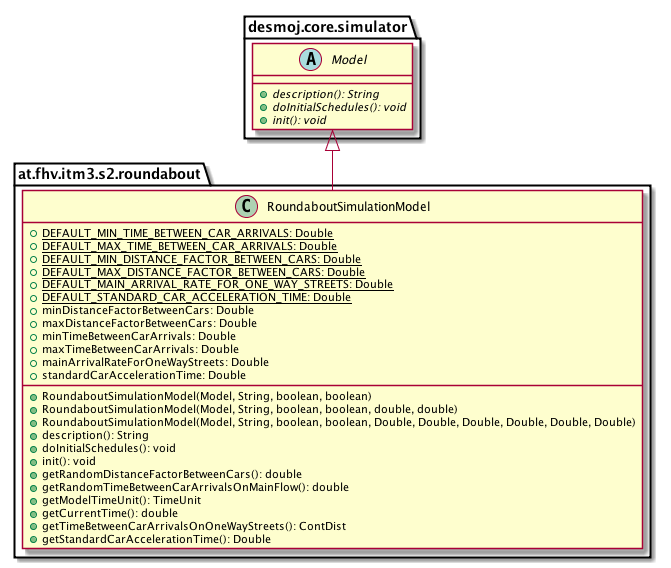 desmoj.core.simulator
A Model
description(): String
doInitialSchedules(): void
init(): void
at.fhv.itm3.s2.roundabout
C RoundaboutSimulationModel
DEFAULT_MIN_TIME_BETWEEN_CAR_ARRIVALS: Double
DEFAULT_MAX_TIME_BETWEEN_CAR_ARRIVALS: Double
DEFAULT_MIN_DISTANCE_FACTOR_BETWEEN_CARS: Double
DEFAULT_MAX_DISTANCE_FACTOR_BETWEEN_CARS: Double
DEFAULT_MAIN_ARRIVAL_RATE_FOR_ONE_WAY_STREETS: Double
DEFAULT_STANDARD_CAR_ACCELERATION_TIME: Double
minDistanceFactorBetweenCars: Double
maxDistanceFactorBetweenCars: Double
minTimeBetweenCarArrivals: Double
maxTimeBetweenCarArrivals: Double
mainArrivalRateForOneWayStreets: Double
standardCarAccelerationTime: Double
RoundaboutSimulationModel(Model, String, boolean, boolean)
RoundaboutSimulationModel(Model, String, boolean, boolean, double, double)
RoundaboutSimulationModel(Model, String, boolean, boolean, Double, Double, Double, Double, Double, Double)
description(): String
doInitialSchedules(): void
init(): void
getRandomDistanceFactorBetweenCars(): double
getRandomTimeBetweenCarArrivalsOnMainFlow(): double
getModelTimeUnit(): TimeUnit
getCurrentTime(): double
getTimeBetweenCarArrivalsOnOneWayStreets(): ContDist
getStandardCarAccelerationTime(): Double